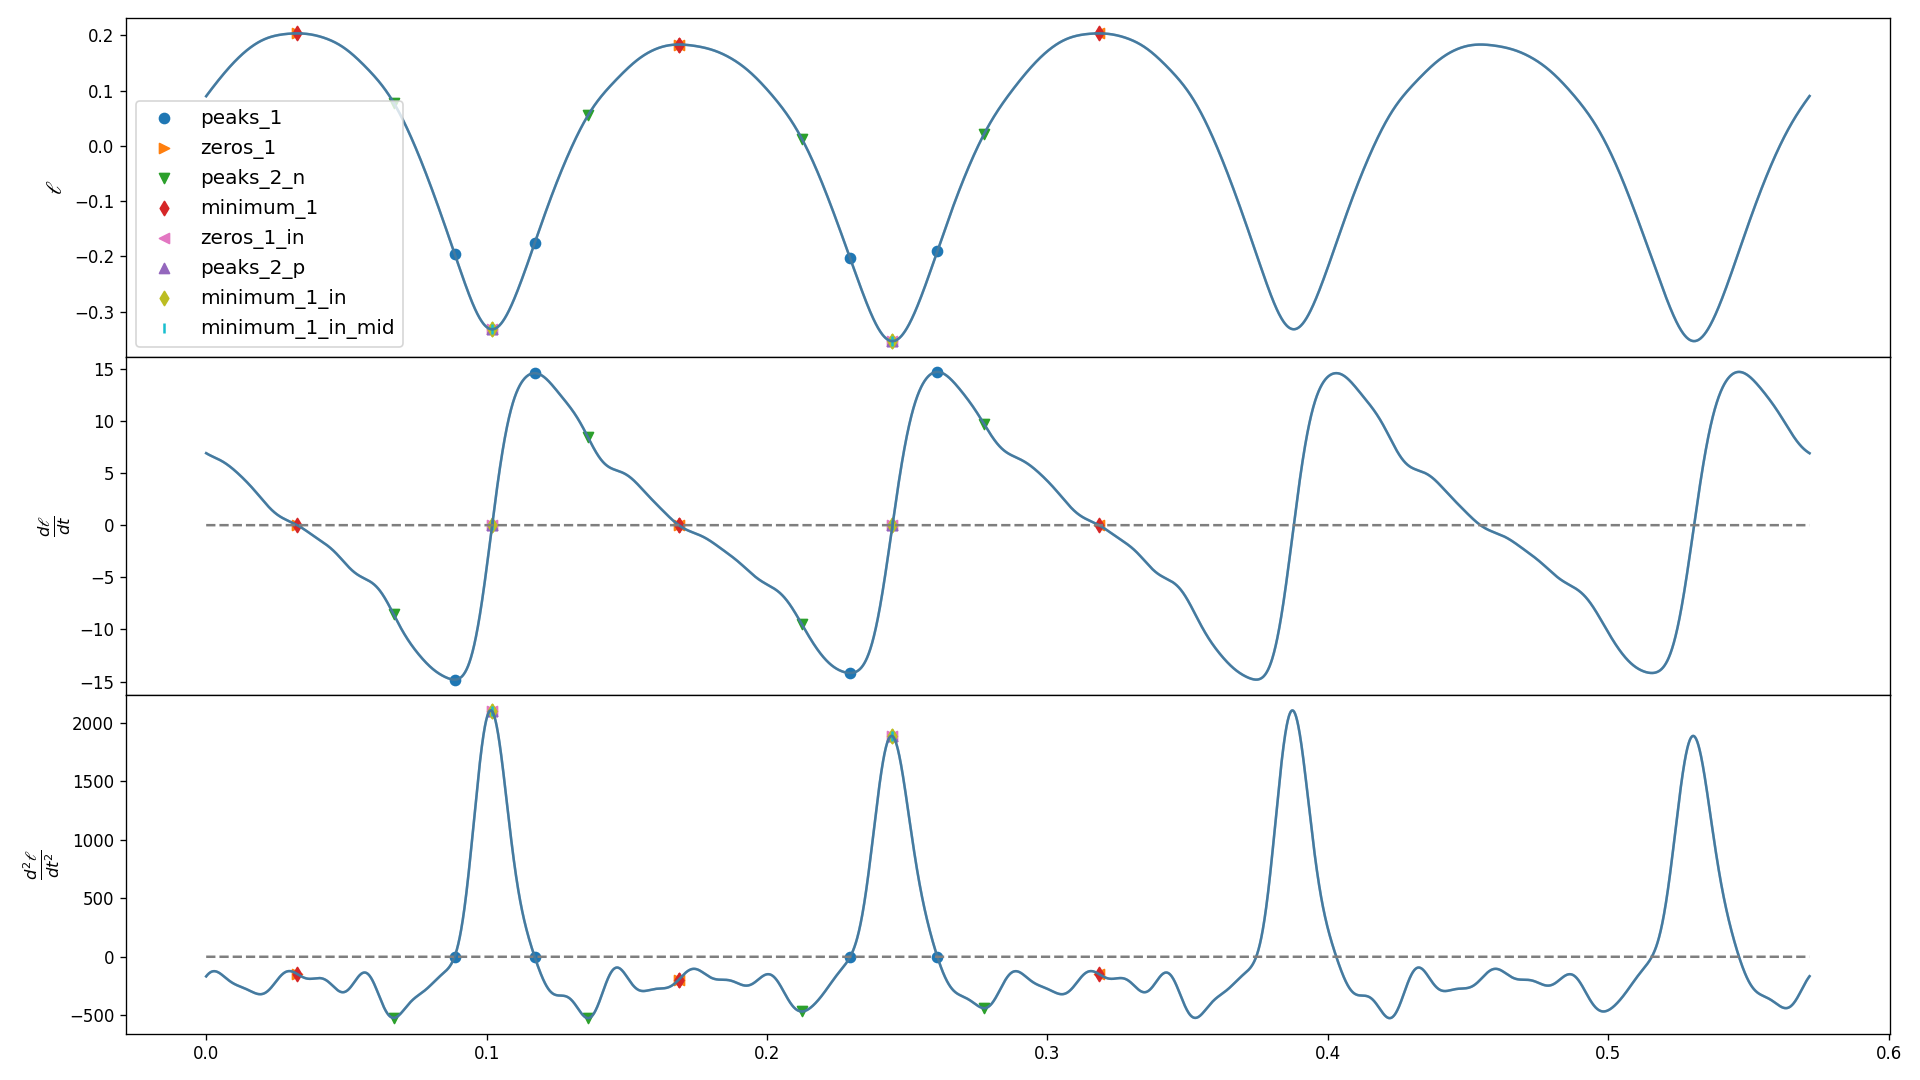 0.2
0.1
0.0
−0.1
−0.2
−0.3
ℓ
peaks_1
zeros_1
peaks_2_n
minimum_1
zeros_1_in
peaks_2_p
minimum_1_in
minimum_1_in_mid
15
10
5
0
−5
−10
−15
dℓ
dt
2000
1500
1000
500
0
−500
d²ℓ
dt²
0.0 0.1 0.2 0.3 0.4 0.5 0.6